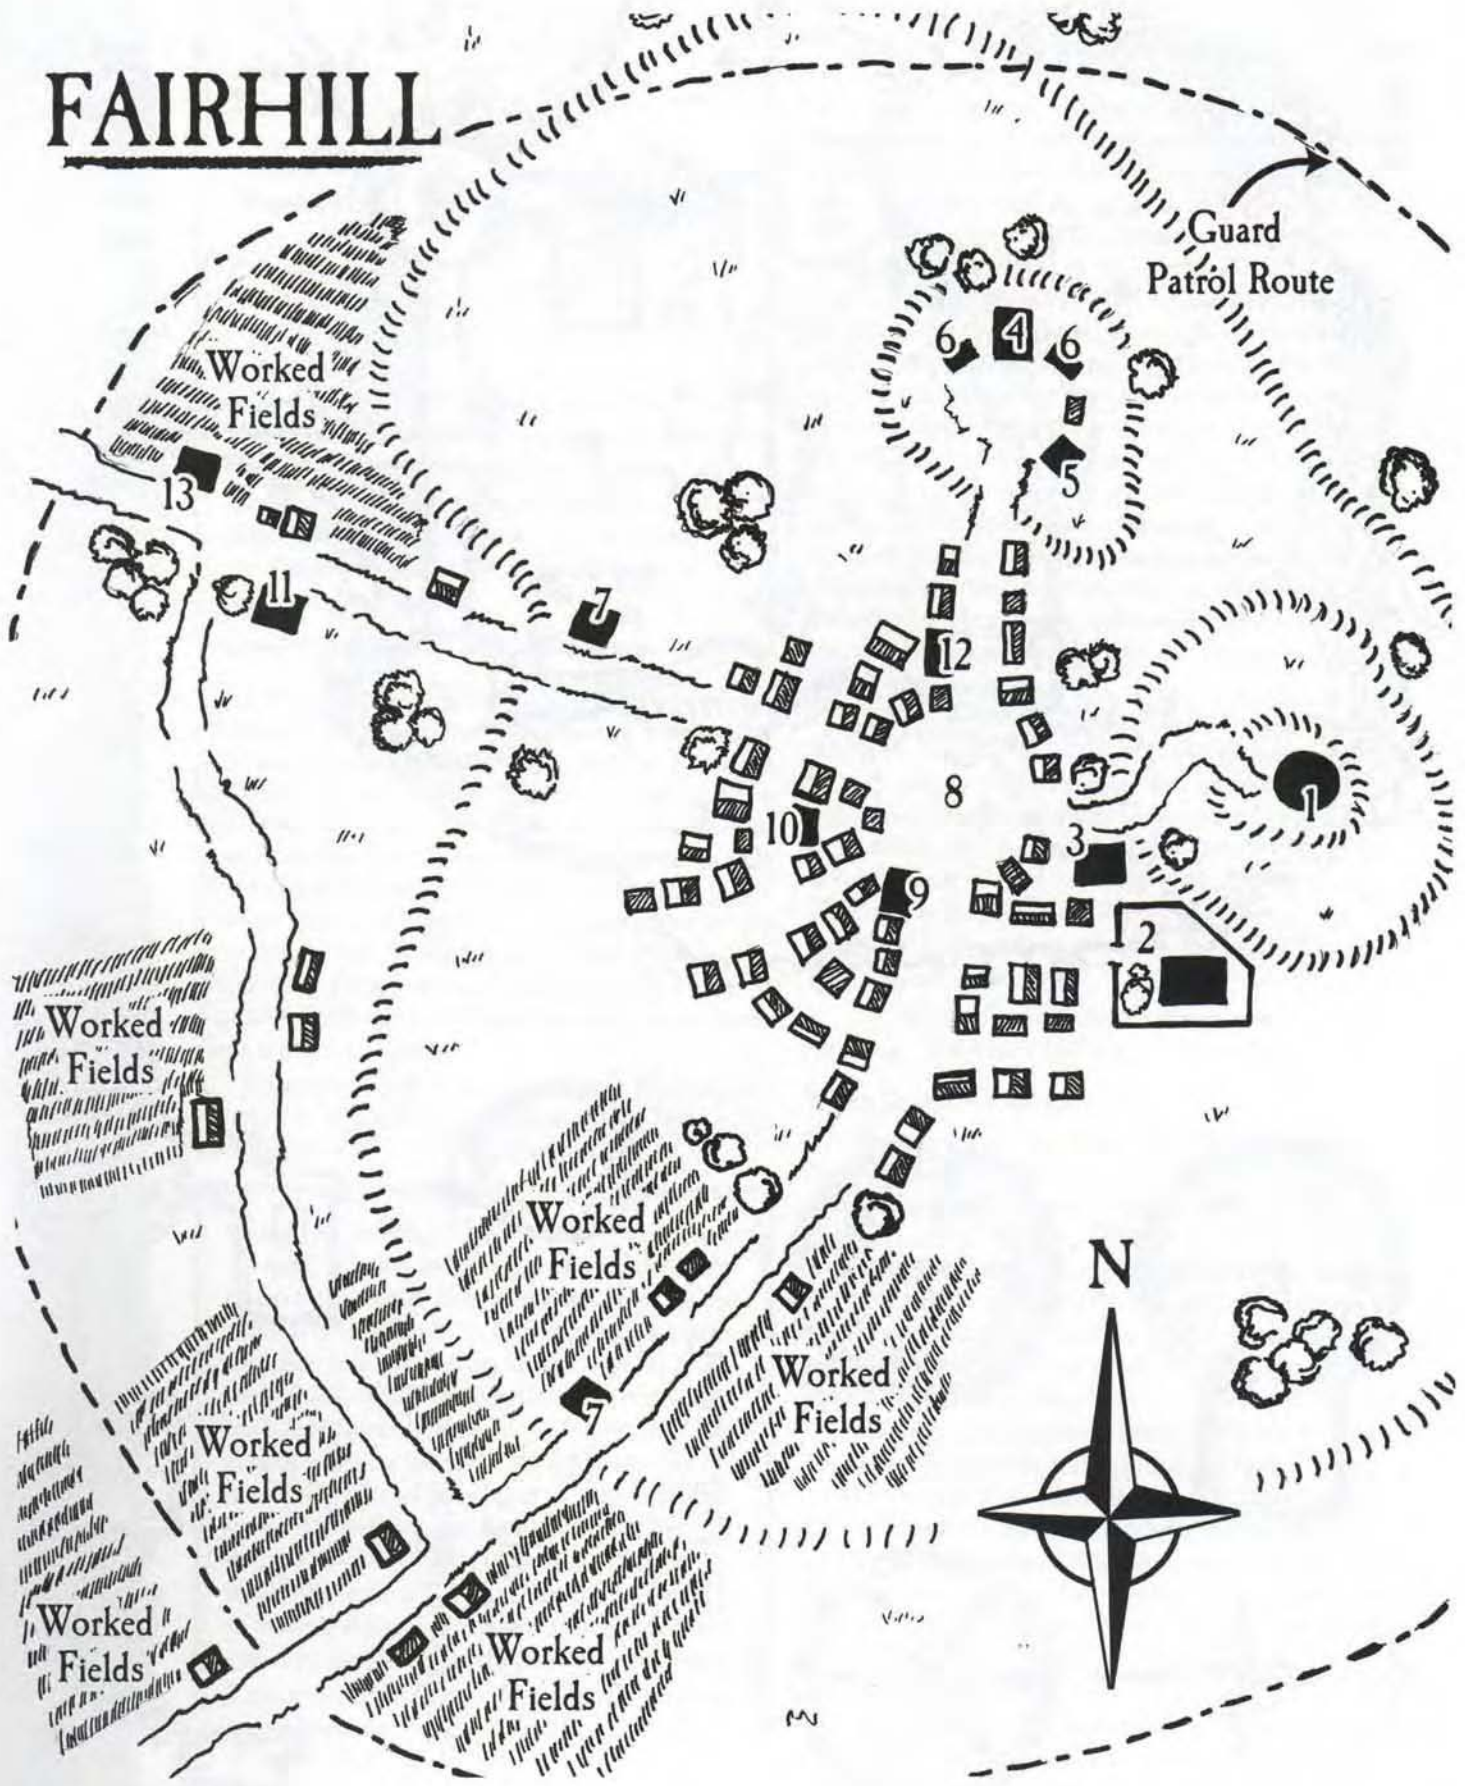 FAIRHILL
Guard
Patrol Route
6
4
6
Worked
Fields
5
13
11
7
12
8
1
10
3
9
2
Worked
Fields
Worked
Fields
N
Worked
Fields
7
Worked
Fields
Worked
Fields
Worked
Fields